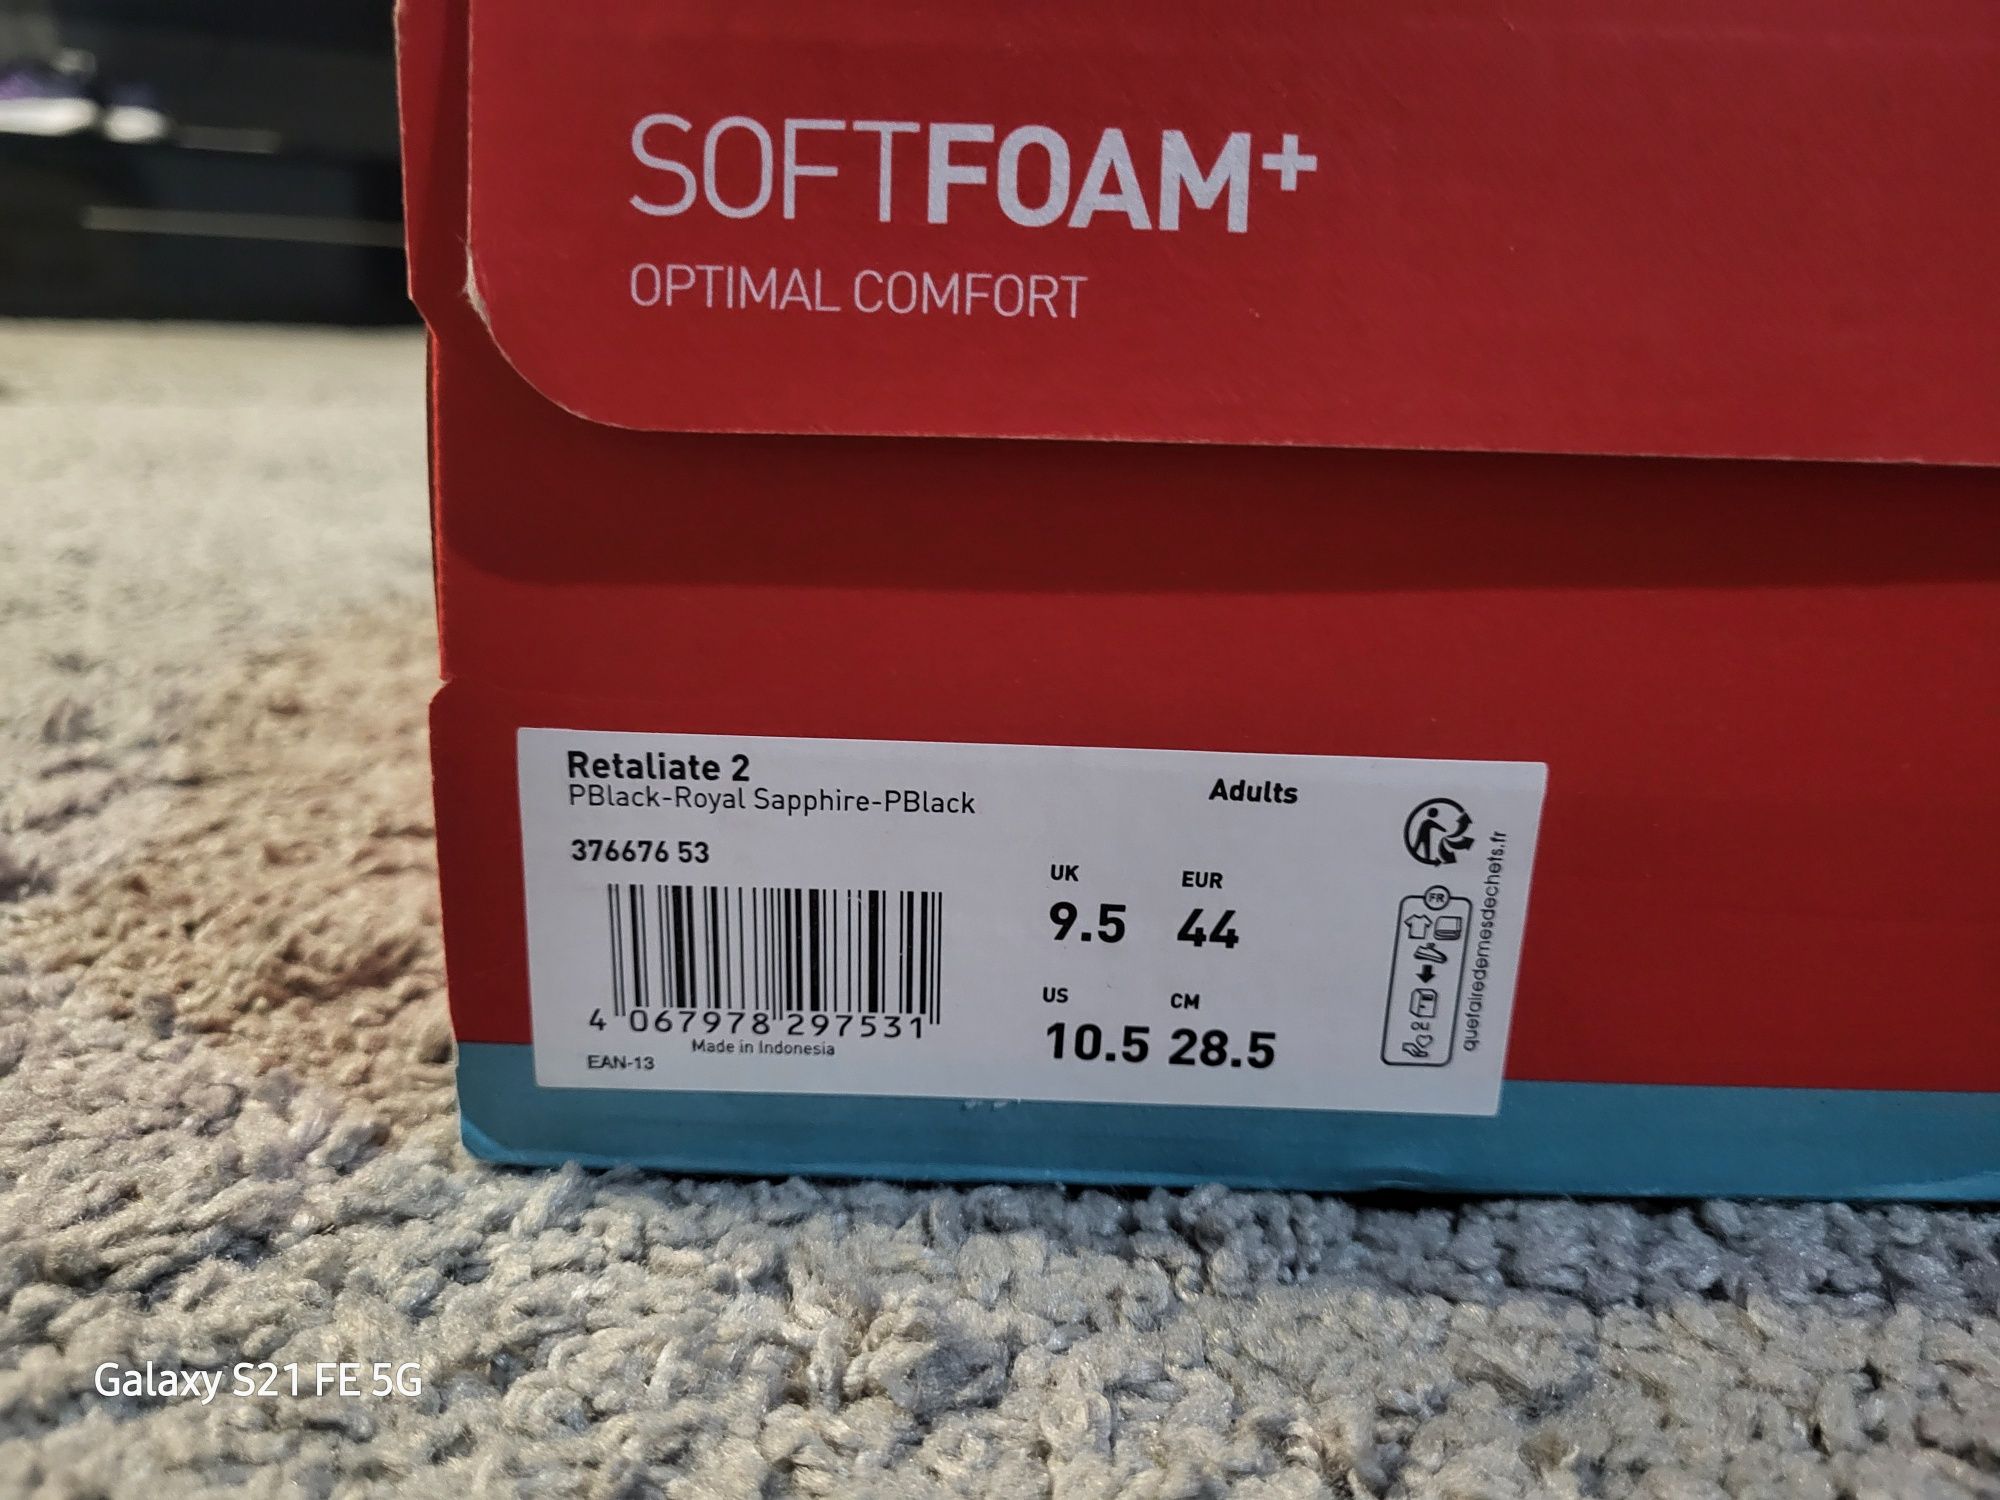 SOFTFOAM+
OPTIMAL COMFORT
Retaliate 2
PBlack-Royal Sapphire-PBlack
Adults
376676 53
UK EUR
9.5 44
US CM
10.5 28.5
4 067978 297531
Made in Indonesia
EAN-13
FR
quefairedemesdechets.fr
Galaxy S21 FE 5G